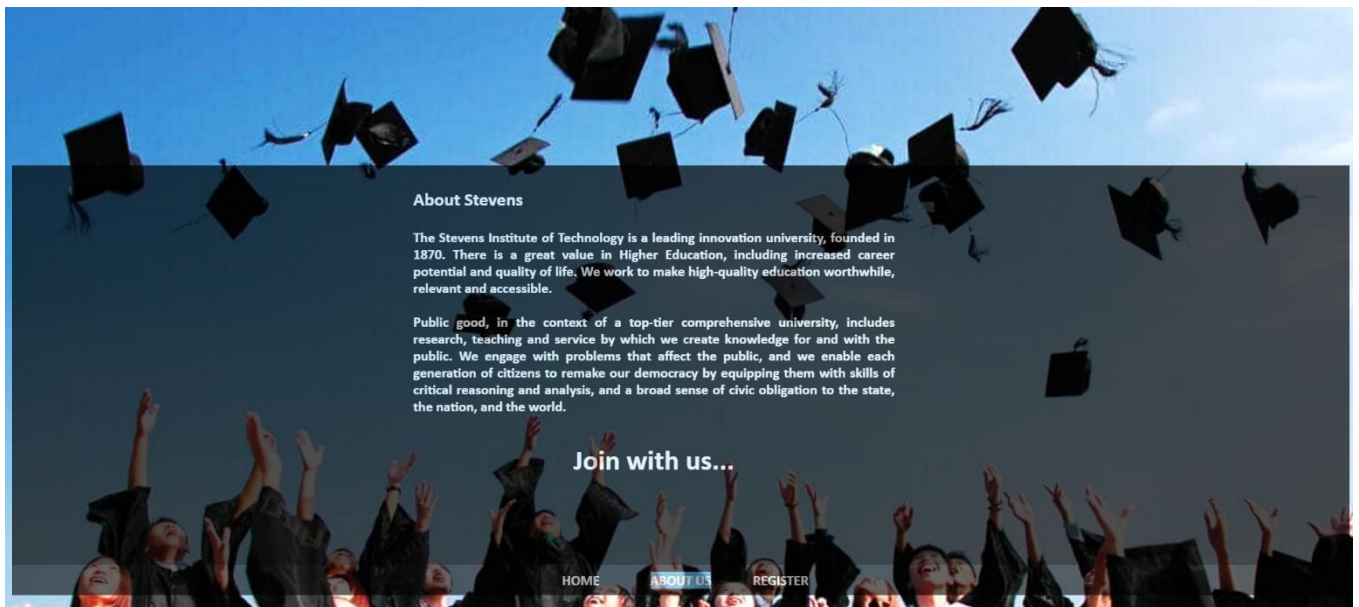 About Stevens
The Stevens Institute of Technology is a leading innovation university, founded in
1870. There is a great value in Higher Education, including increased career
potential and quality of life. We work to make high-quality education worthwhile,
relevant and accessible.
Public good, in the context of a top-tier comprehensive university, includes
research, teaching and service by which we create knowledge for and with the
public. We engage with problems that affect the public, and we enable each
generation of citizens to remake our democracy by equipping them with skills of
critical reasoning and analysis, and a broad sense of civic obligation to the state,
the nation, and the world.
Join with us...
HOME ABOUT US REGISTER